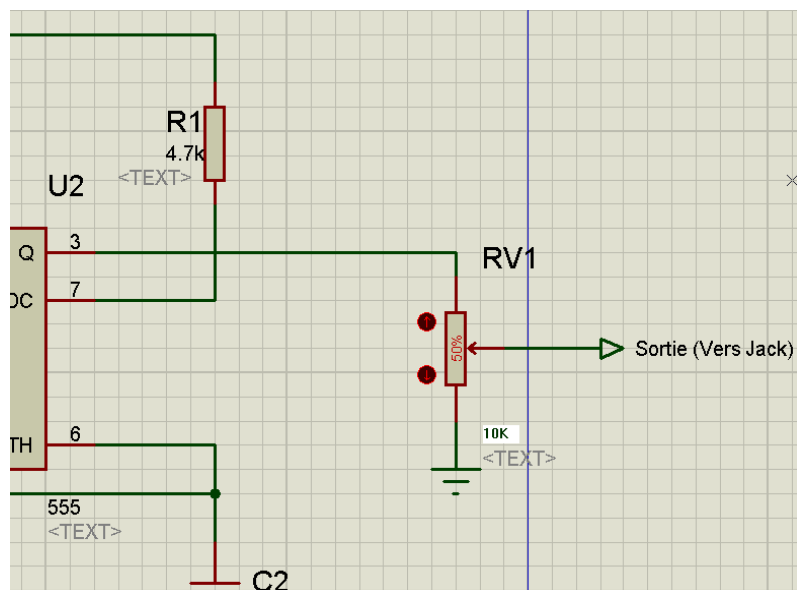 R1
4.7k
<TEXT>
U2
3
Q
RV1
7
DC
50%
Sortie (Vers Jack)
6
TH
10K
<TEXT>
555
<TEXT>
C2